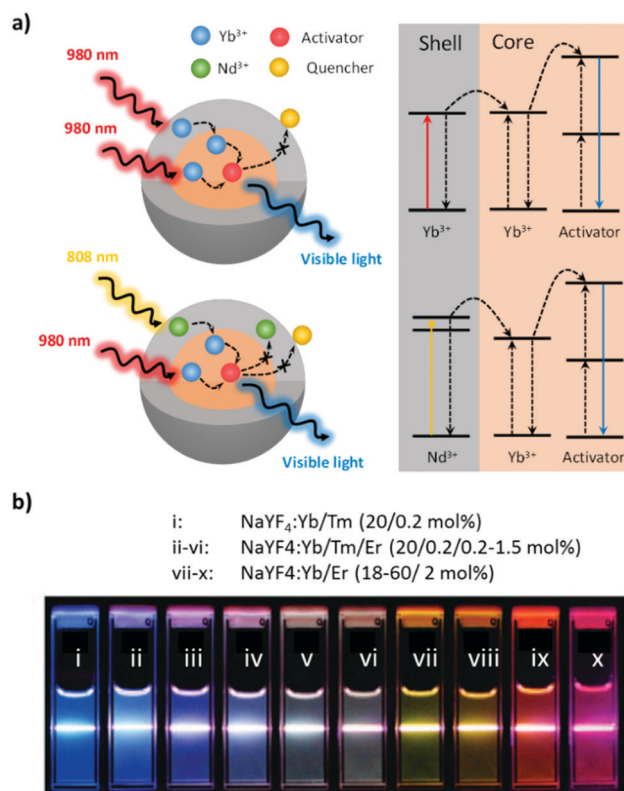 a)
Yb³⁺
Activator
Nd³⁺
Quencher
980 nm
980 nm
Visible light
808 nm
980 nm
Visible light
Shell
Core
Yb³⁺
Yb³⁺
Activator
Nd³⁺
Yb³⁺
Activator
b)
i: NaYF₄:Yb/Tm (20/0.2 mol%)
ii-vi: NaYF4:Yb/Tm/Er (20/0.2/0.2-1.5 mol%)
vii-x: NaYF4:Yb/Er (18-60/ 2 mol%)
i ii iii iv v vi vii viii ix x